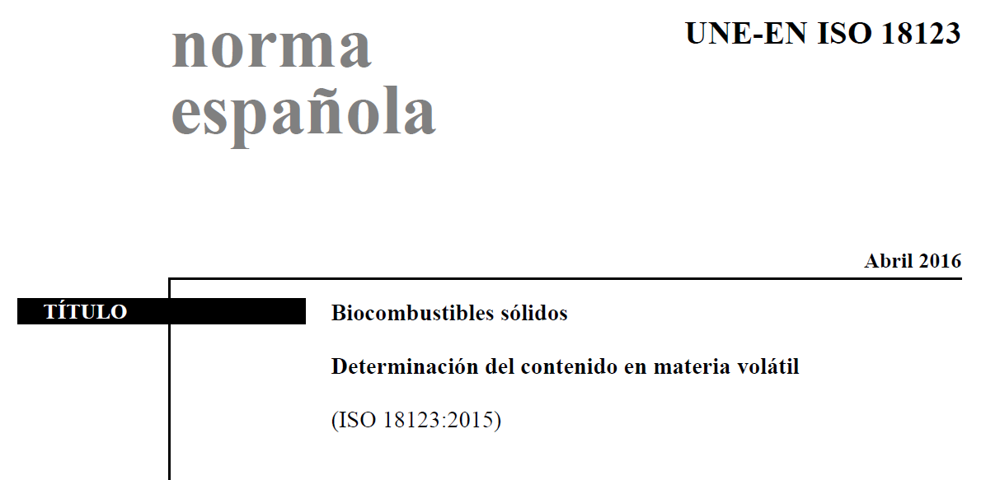 norma
española
UNE-EN ISO 18123
Abril 2016
TÍTULO
Biocombustibles sólidos
Determinación del contenido en materia volátil
(ISO 18123:2015)